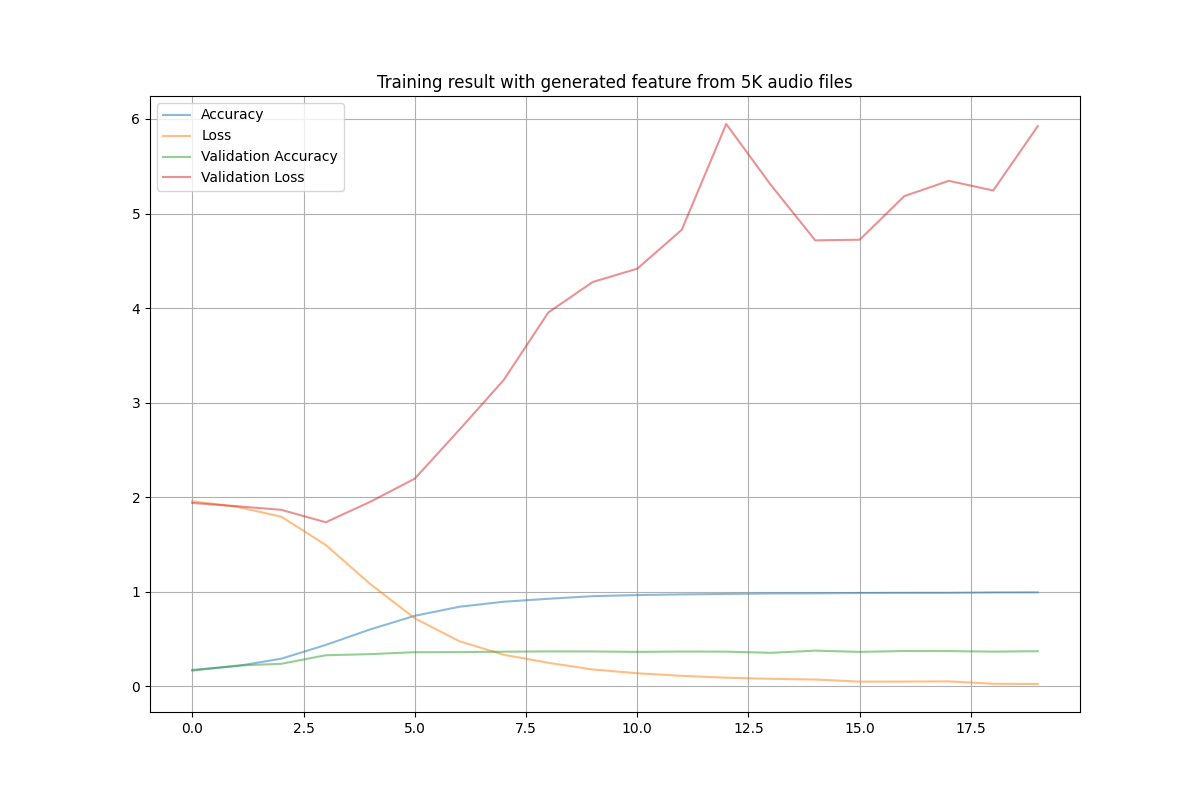 Training result with generated feature from 5K audio files
Accuracy
Loss
Validation Accuracy
Validation Loss
6
5
4
3
2
1
0
0.0 2.5 5.0 7.5 10.0 12.5 15.0 17.5